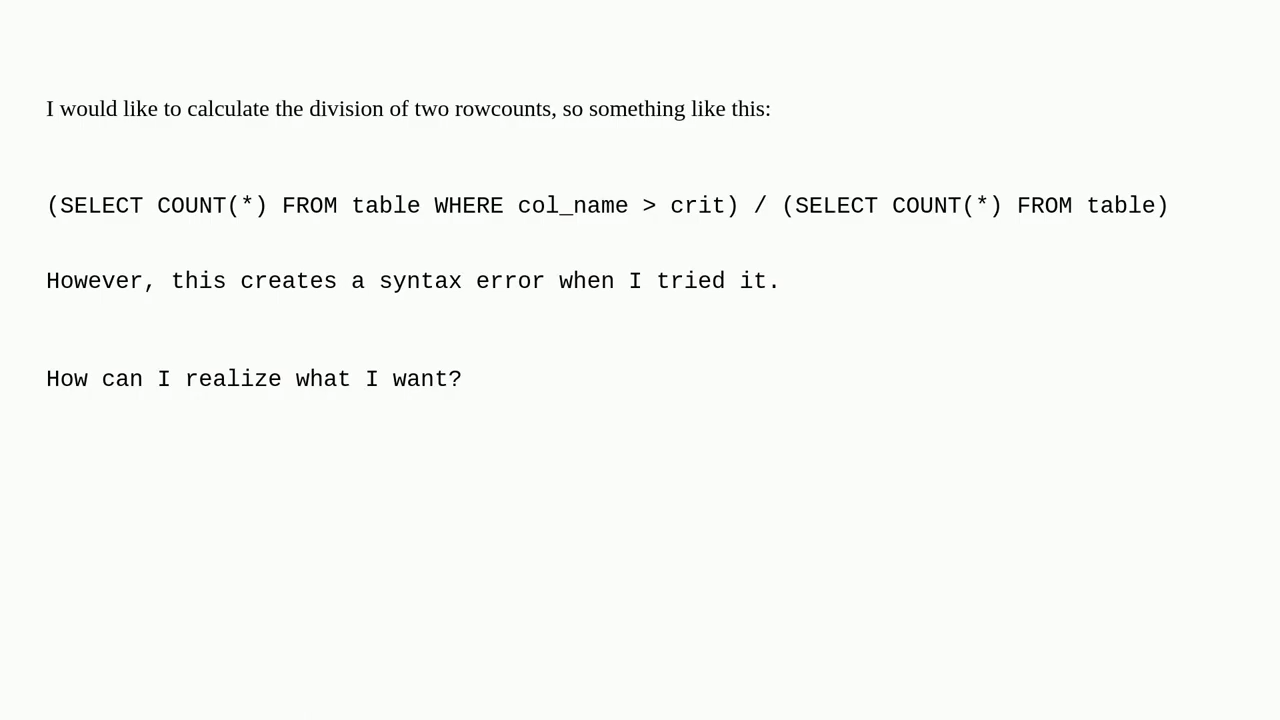 I would like to calculate the division of two rowcounts, so something like this:
(SELECT COUNT(*) FROM table WHERE col_name > crit) / (SELECT COUNT(*) FROM table)
However, this creates a syntax error when I tried it.
How can I realize what I want?